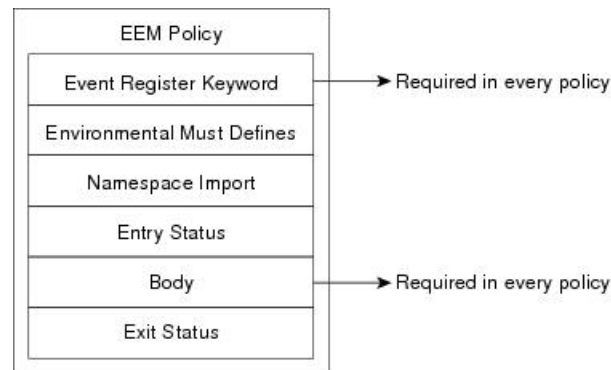 EEM Policy
Event Register Keyword
Required in every policy
Environmental Must Defines
Namespace Import
Entry Status
Body
Required in every policy
Exit Status